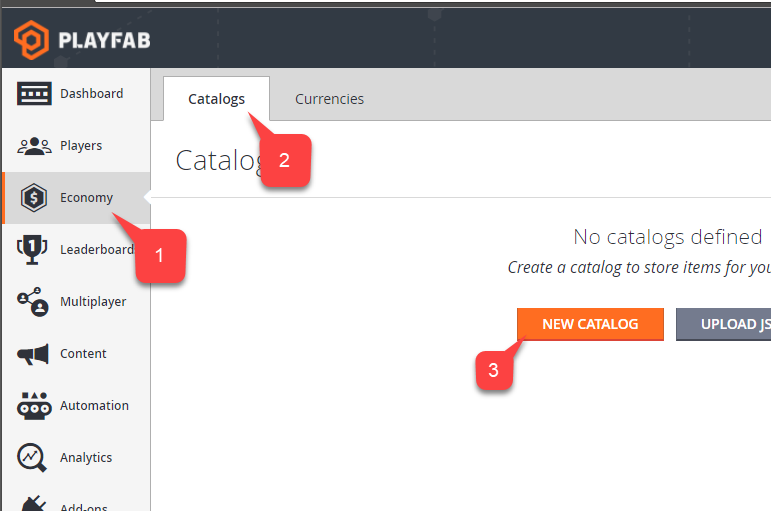 PLAYFAB
Dashboard
Players
Economy
Leaderboard
Multiplayer
Content
Automation
Analytics
Add-ons
Catalogs
Currencies
Catalog
1
2
No catalogs defined
Create a catalog to store items for you
NEW CATALOG
UPLOAD JS
3